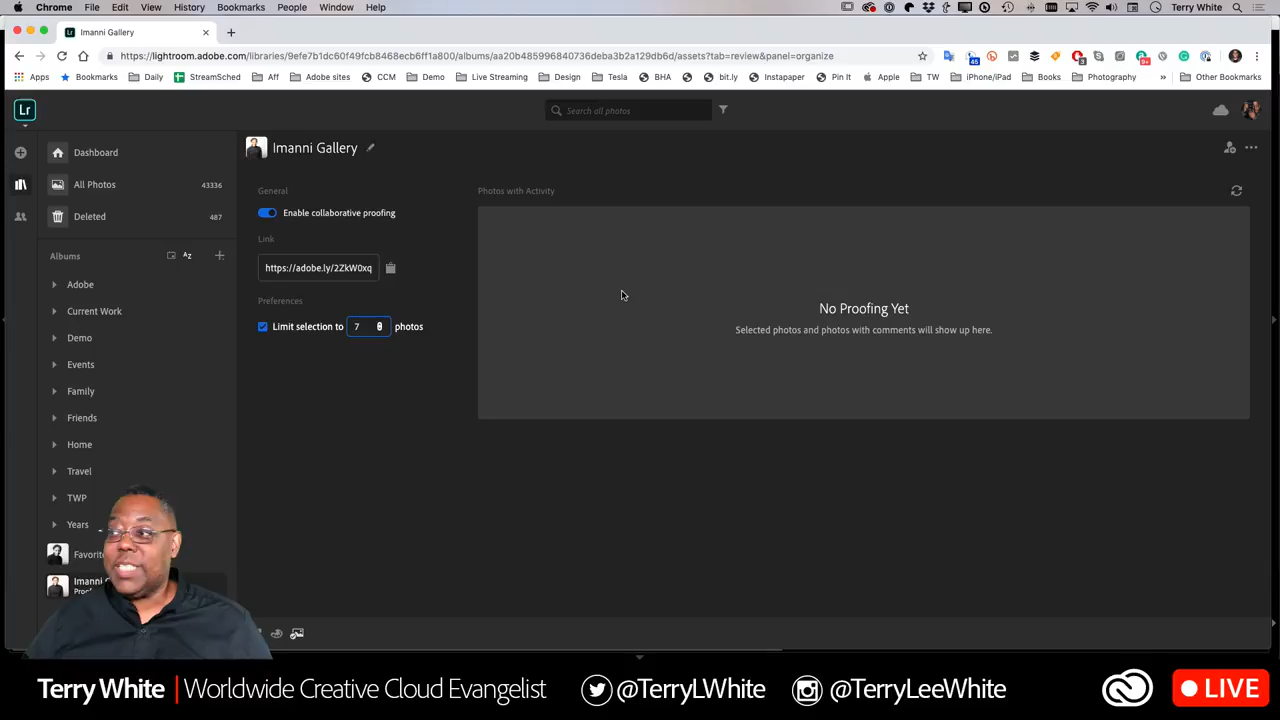 Chrome File Edit View History Bookmarks People Window Help Terry White
Imanni Gallery
https://lightroom.adobe.com/libraries/9efe7b1dc60f49fcb8468ecb6ff1a800/albums/aa20b485996840736deba3b2a129db6d/assets?tab=review&panel=organize
Apps Bookmarks Daily StreamSched Aff Adobe sites CCM Demo Live Streaming Design Tesla BHA bit.ly Instapaper Pin It Apple TW iPhone/iPad Books Photography » Other Bookmarks
Lr
Search all photos
Imanni Gallery
Dashboard
All Photos 43336
Deleted 487
Albums
Adobe
Current Work
Demo
Events
Family
Friends
Home
Travel
TWP
Years
General
Enable collaborative proofing
Link
https://adobe.ly/2ZkW0xq
Preferences
Limit selection to 7 photos
Photos with Activity
No Proofing Yet
Selected photos and photos with comments will show up here.
Terry White | Worldwide Creative Cloud Evangelist @TerryLWhite @TerryLeeWhite LIVE